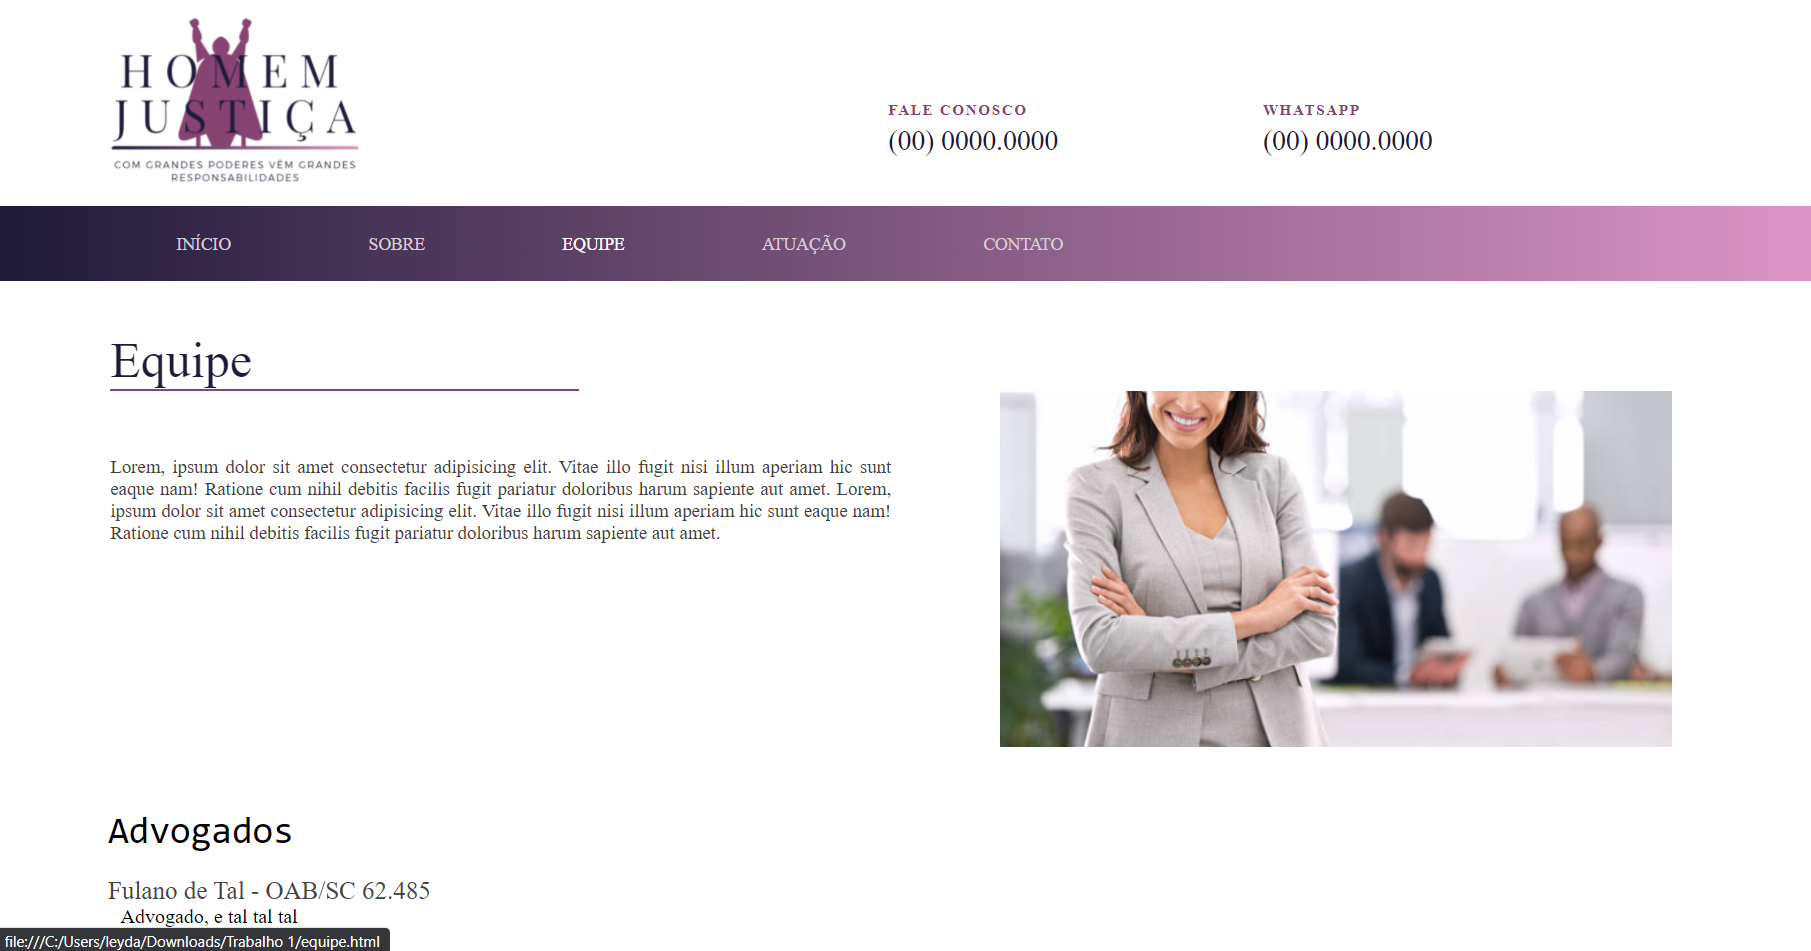 HOMEM
JUSTIÇA
COM GRANDES PODERES VÊM GRANDES
RESPONSABILIDADES
FALE CONOSCO
(00) 0000.0000
WHATSAPP
(00) 0000.0000
INÍCIO SOBRE EQUIPE ATUAÇÃO CONTATO
Equipe
Lorem, ipsum dolor sit amet consectetur adipisicing elit. Vitae illo fugit nisi illum aperiam hic sunt
eaque nam! Ratione cum nihil debitis facilis fugit pariatur doloribus harum sapiente aut amet. Lorem,
ipsum dolor sit amet consectetur adipisicing elit. Vitae illo fugit nisi illum aperiam hic sunt eaque nam!
Ratione cum nihil debitis facilis fugit pariatur doloribus harum sapiente aut amet.
Advogados
Fulano de Tal - OAB/SC 62.485
Advogado, e tal tal tal
file:///C:/Users/leyda/Downloads/Trabalho 1/equipe.html